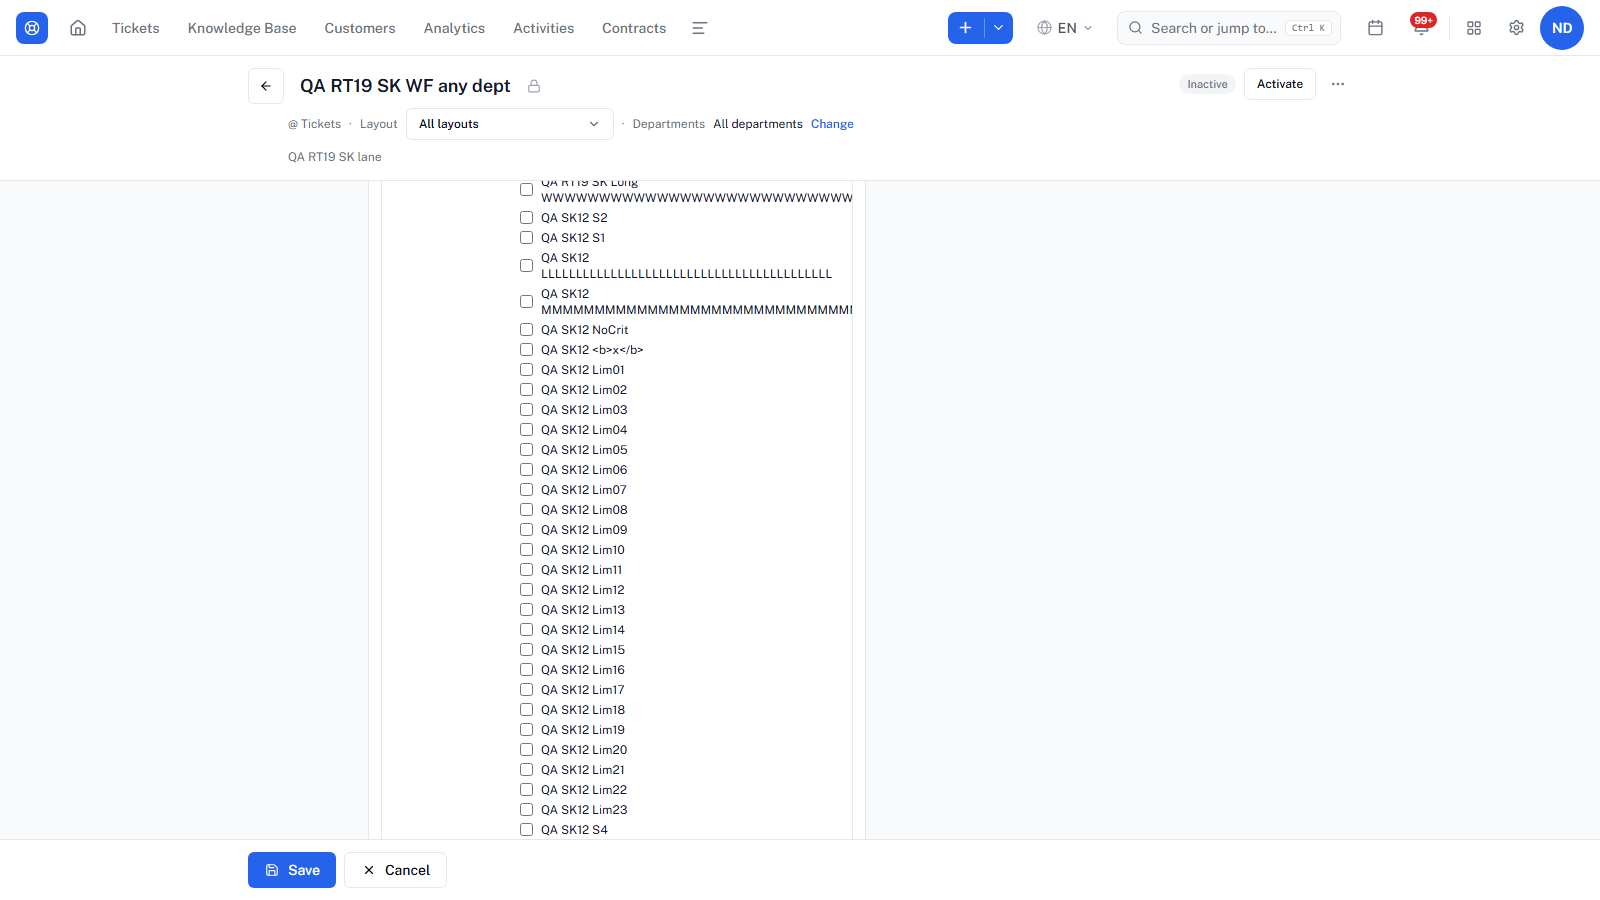 Tickets
Knowledge Base
Customers
Analytics
Activities
Contracts
EN
Search or jump to...
Ctrl K
99+
ND
QA RT19 SK WF any dept
Inactive
Activate
@ Tickets · Layout
All layouts
· Departments All departments Change
QA RT19 SK lane
QA RT19 SK Long
QA SK12 S2
QA SK12 S1
QA SK12
QA SK12
QA SK12 NoCrit
QA SK12 <b>x</b>
QA SK12 Lim01
QA SK12 Lim02
QA SK12 Lim03
QA SK12 Lim04
QA SK12 Lim05
QA SK12 Lim06
QA SK12 Lim07
QA SK12 Lim08
QA SK12 Lim09
QA SK12 Lim10
QA SK12 Lim11
QA SK12 Lim12
QA SK12 Lim13
QA SK12 Lim14
QA SK12 Lim15
QA SK12 Lim16
QA SK12 Lim17
QA SK12 Lim18
QA SK12 Lim19
QA SK12 Lim20
QA SK12 Lim21
QA SK12 Lim22
QA SK12 Lim23
QA SK12 S4
Save
Cancel